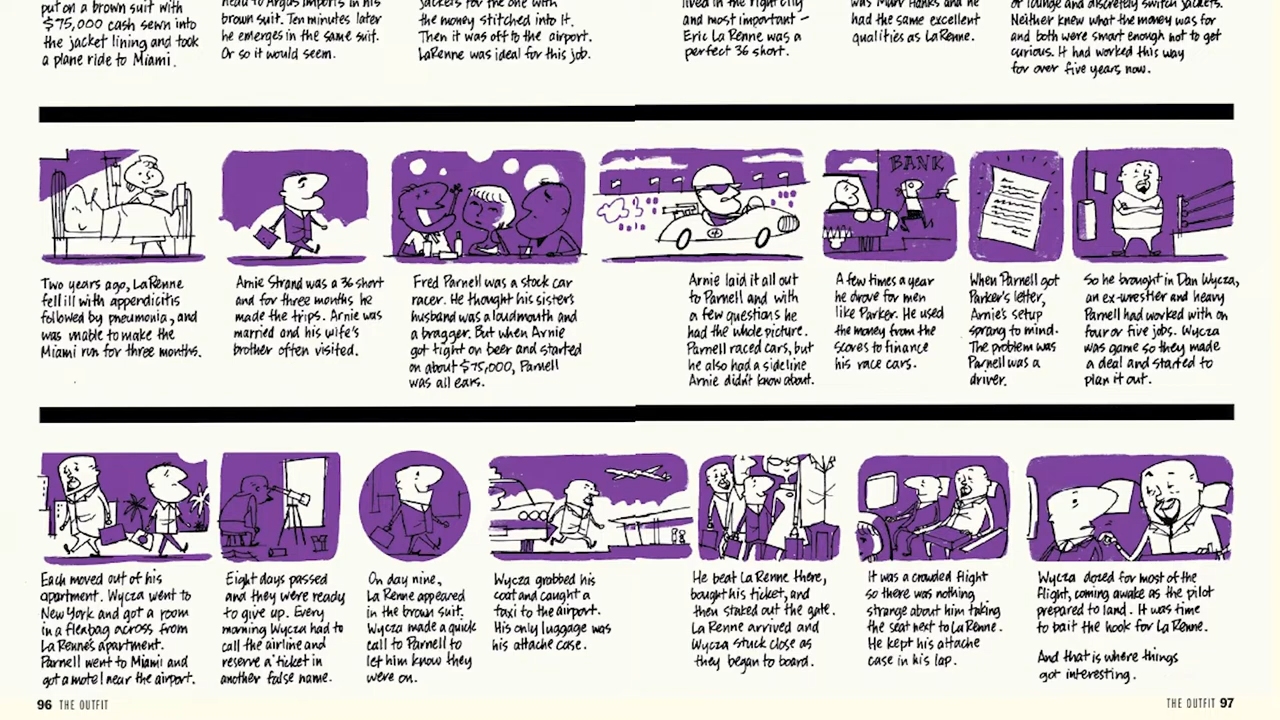 put on a brown suit with
$75,000 cash sewn into
the jacket lining and took
a plane ride to Miami.
head to Argus Imports in his
brown suit. Ten minutes later
he emerges in the same suit.
Or so it would seem.
jackets for the one with
the money stitched into it.
Then it was off to the airport.
LaRenne was ideal for this job.
lived in the right city
and most important –
Eric La Renne was a
perfect 36 short.
was Murr Hanks and he
had the same excellent
qualities as LaRenne.
or lounge and discretely switch jackets.
Neither knew what the money was for
and both were smart enough not to get
curious. It had worked this way
for over five years now.
BANK
Two years ago, LaRenne
fell ill with appendicitis
followed by pneumonia, and
was unable to make the
Miami run for three months.
Arnie Strand was a 36 short
and for three months he
made the trips. Arnie was
married and his wife's
brother often visited.
Fred Parnell was a stock car
racer. He thought his sister's
husband was a loudmouth and
a bragger. But when Arnie
got tight on beer and started
on about $75,000, Parnell
was all ears.
Arnie laid it all out
to Parnell and with
a few questions he
had the whole picture.
Parnell raced cars, but
he also had a sideline
Arnie didn't know about.
A few times a year
he drove for men
like Parker. He used
the money from the
scores to finance
his race cars.
When Parnell got
Parker's letter,
Arnie's setup
sprang to mind.
The problem was
Parnell was a
driver.
So he brought in Dan Wycza,
an ex-wrestler and heavy
Parnell had worked with on
four or five jobs. Wycza
was game so they made
a deal and started to
plan it out.
Each moved out of his
apartment. Wycza went to
New York and got a room
in a fleabag across from
La Renne's apartment.
Parnell went to Miami and
got a motel near the airport.
Eight days passed
and they were ready
to give up. Every
morning Wycza had to
call the airline and
reserve a ticket in
another false name.
On day nine,
La Renne appeared
in the brown suit.
Wycza made a quick
call to Parnell to
let him know they
were on.
Wycza grabbed his
coat and caught a
taxi to the airport.
His only luggage was
his attache case.
He beat La Renne there,
bought his ticket, and
then staked out the gate.
La Renne arrived and
Wycza stuck close as
they began to board.
It was a crowded flight
so there was nothing
strange about him taking
the seat next to La Renne.
He kept his attache
case in his lap.
Wycza dozed for most of the
flight, coming awake as the pilot
prepared to land. It was time
to bait the hook for La Renne.
And that is where things
got interesting.
96 THE OUTFIT
THE OUTFIT 97